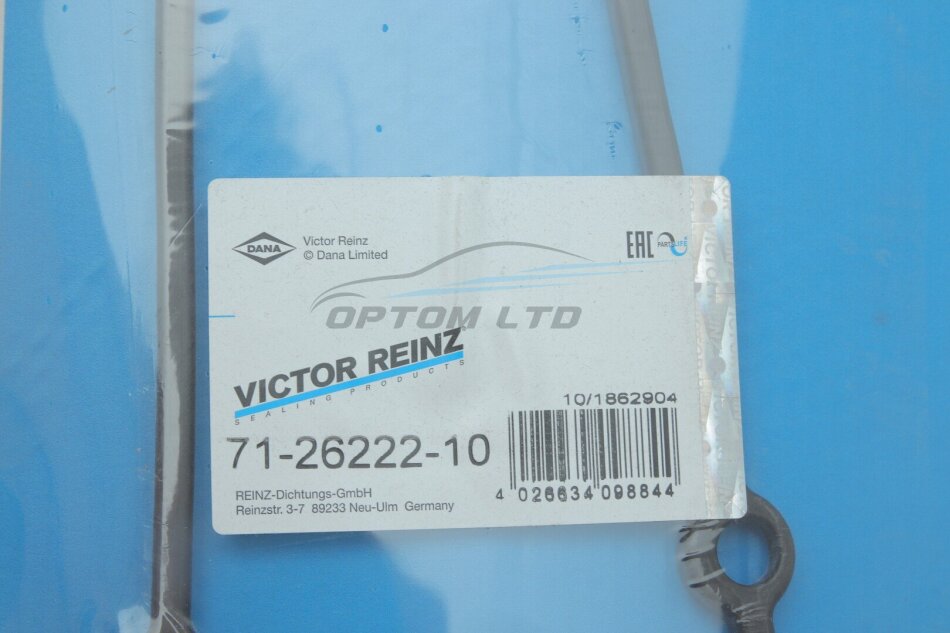 DANA
Victor Reinz
© Dana Limited
EAC
PARTSLIFE
OPTOM LTD
VICTOR REINZ®
SEALING PRODUCTS
10/1862904
71-26222-10
4 026634 098844
REINZ-Dichtungs-GmbH
Reinzstr. 3-7 89233 Neu-Ulm Germany